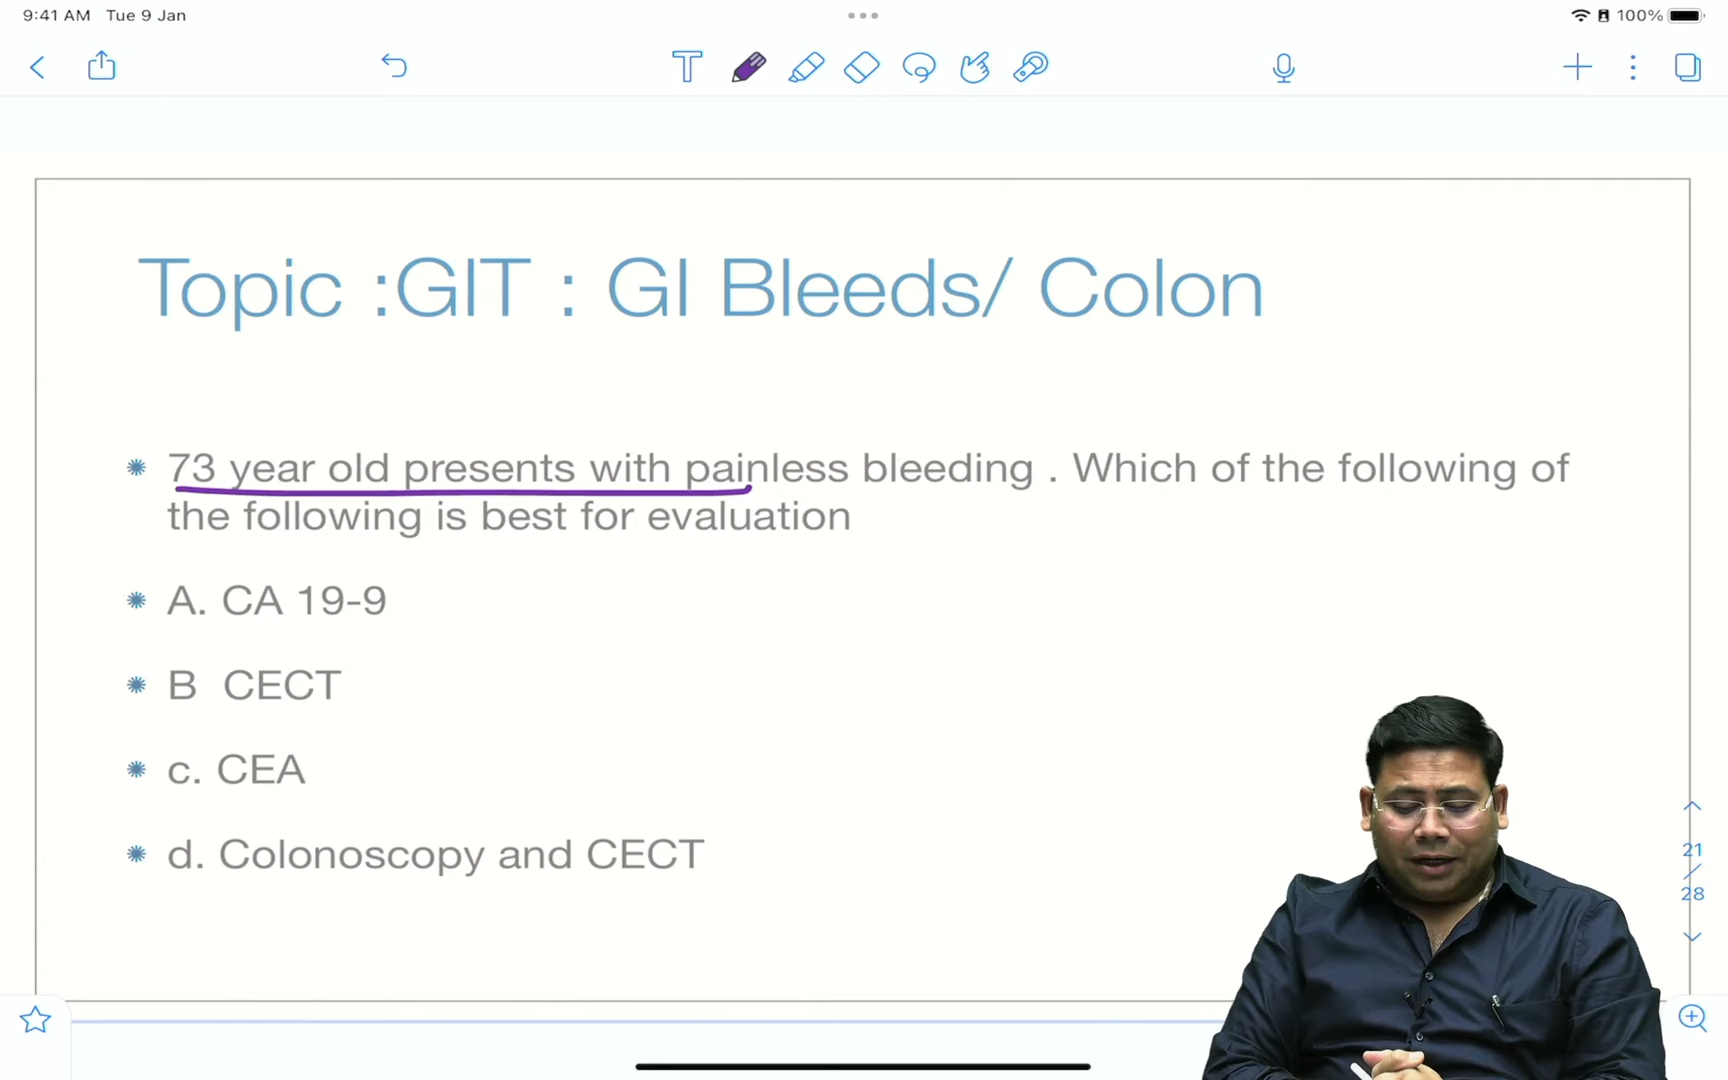 9:41 AM Tue 9 Jan
100%
Topic :GIT : GI Bleeds/ Colon
73 year old presents with painless bleeding . Which of the following of
the following is best for evaluation
A. CA 19-9
B CECT
c. CEA
d. Colonoscopy and CECT
21
28